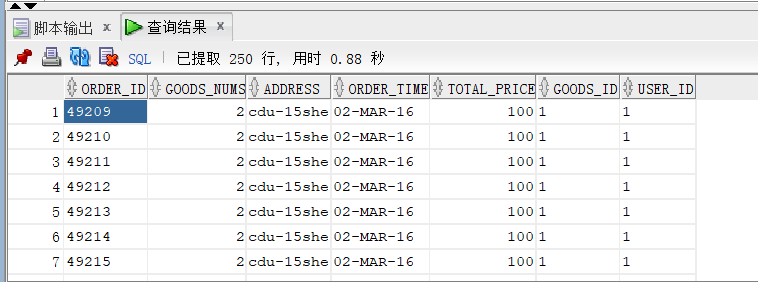 脚本输出 x 查询结果 x
SQL 已提取 250 行, 用时 0.88 秒
ORDER_ID GOODS_NUMS ADDRESS ORDER_TIME TOTAL_PRICE GOODS_ID USER_ID
1 49209 2 cdu-15she 02-MAR-16 100 1 1
2 49210 2 cdu-15she 02-MAR-16 100 1 1
3 49211 2 cdu-15she 02-MAR-16 100 1 1
4 49212 2 cdu-15she 02-MAR-16 100 1 1
5 49213 2 cdu-15she 02-MAR-16 100 1 1
6 49214 2 cdu-15she 02-MAR-16 100 1 1
7 49215 2 cdu-15she 02-MAR-16 100 1 1